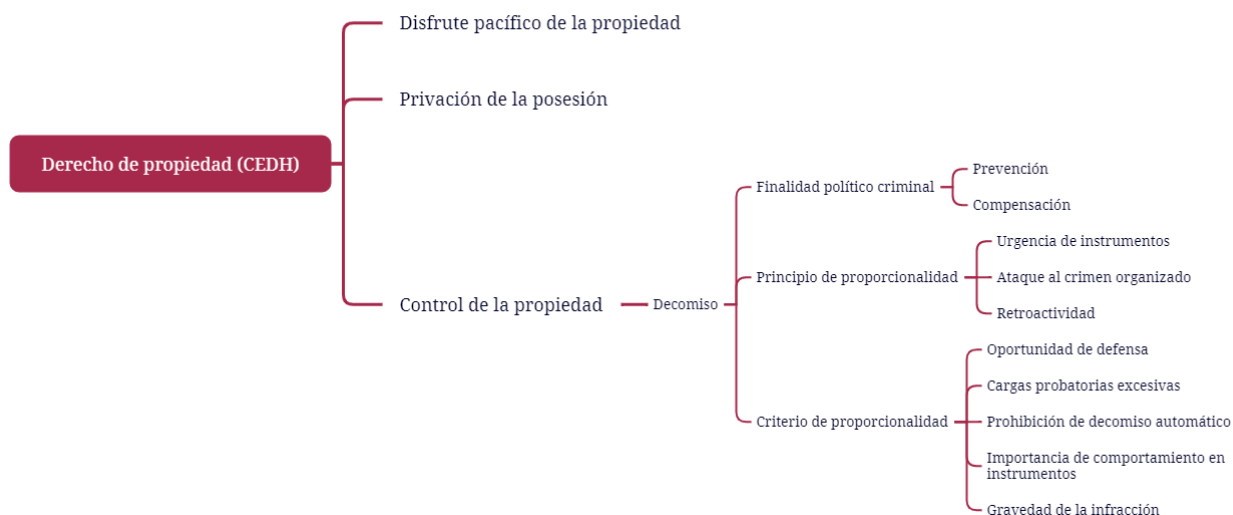 Derecho de propiedad (CEDH)
Disfrute pacífico de la propiedad
Privación de la posesión
Control de la propiedad
Decomiso
Finalidad político criminal
Prevención
Compensación
Principio de proporcionalidad
Urgencia de instrumentos
Ataque al crimen organizado
Retroactividad
Criterio de proporcionalidad
Oportunidad de defensa
Cargas probatorias excesivas
Prohibición de decomiso automático
Importancia de comportamiento en
instrumentos
Gravedad de la infracción